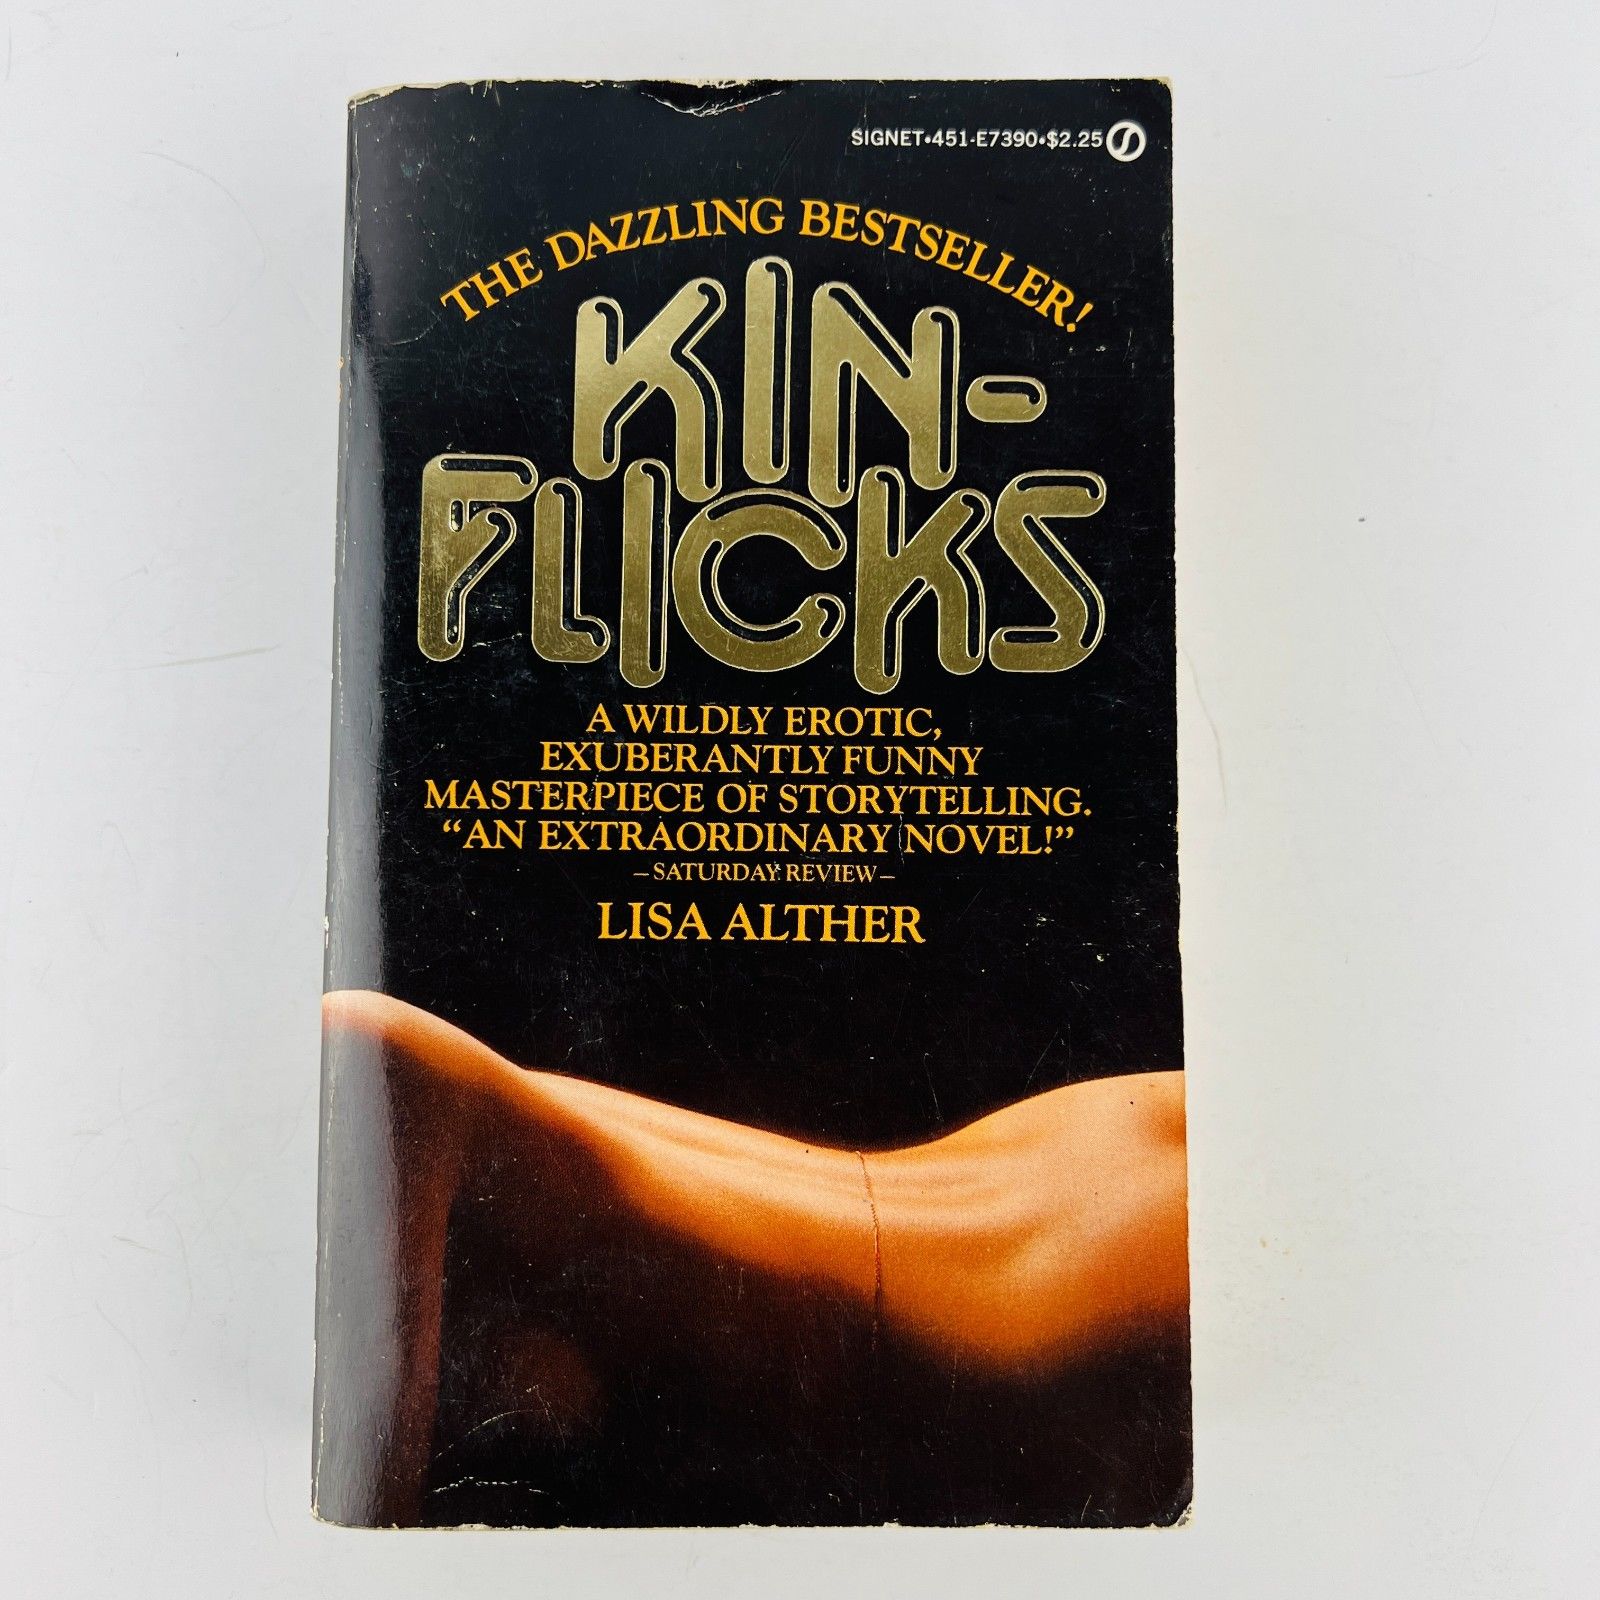 SIGNET•451-E7390•$2.25
THE DAZZLING BESTSELLER!
KIN-
FLICKS
A WILDLY EROTIC,
EXUBERANTLY FUNNY
MASTERPIECE OF STORYTELLING.
“AN EXTRAORDINARY NOVEL!”
—SATURDAY REVIEW—
LISA ALTHER